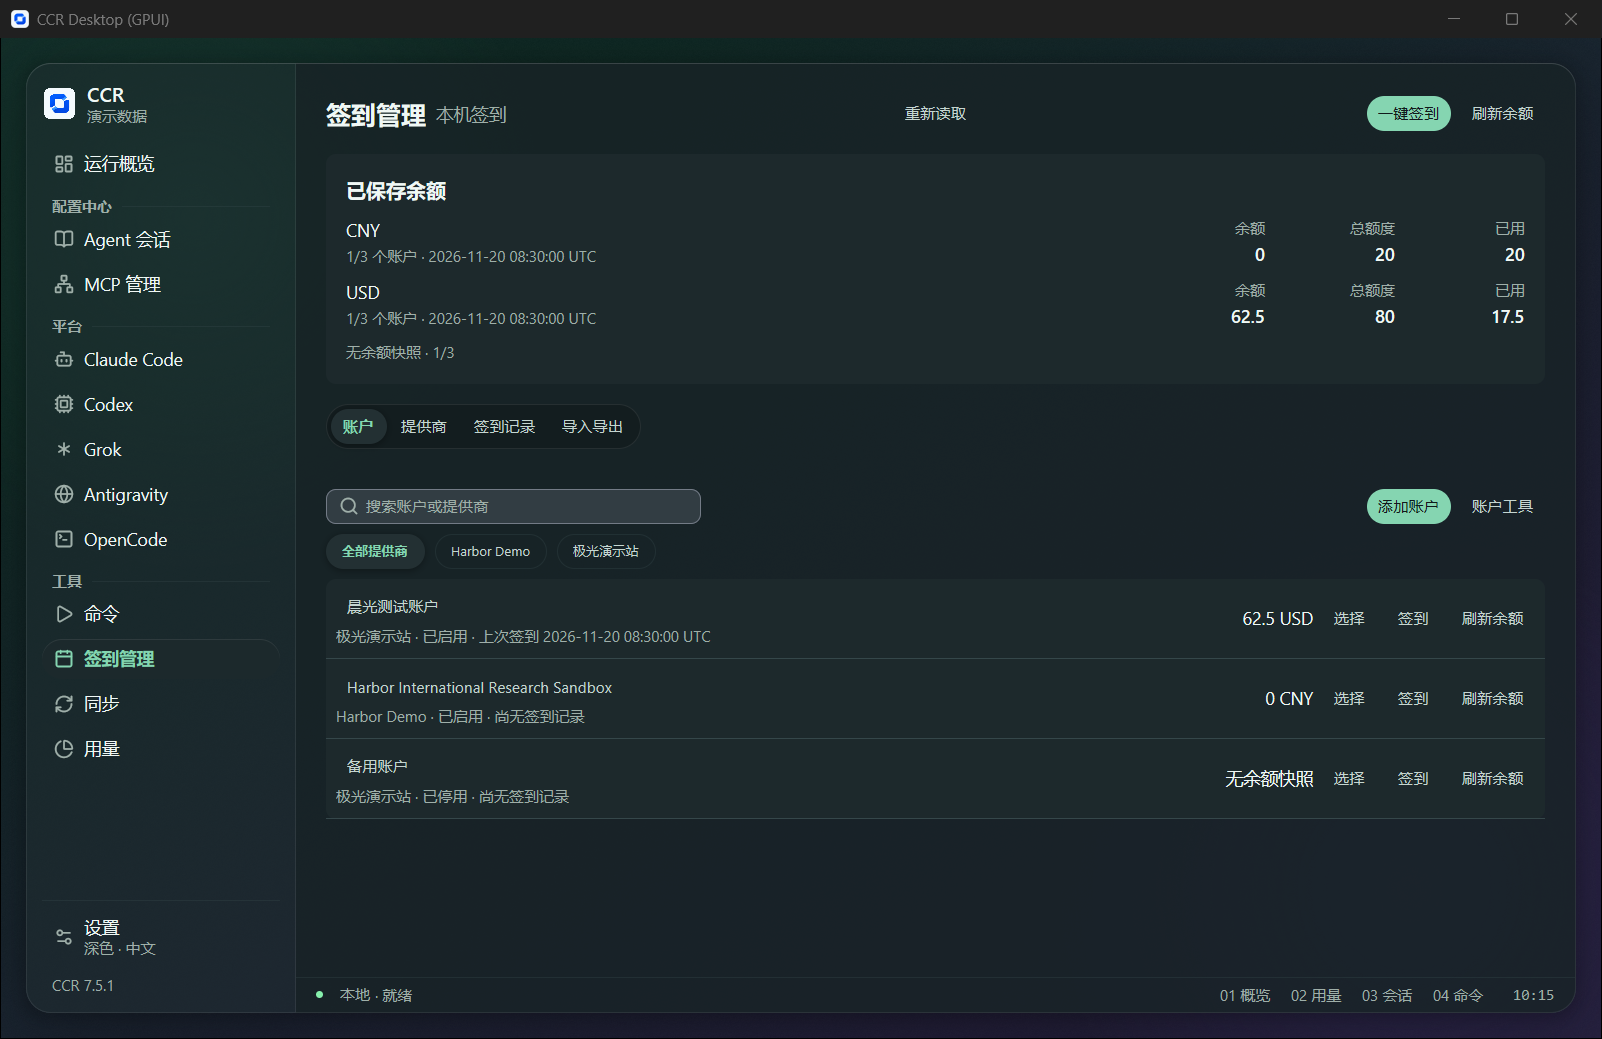 CCR Desktop (GPUI)
CCR
演示数据
运行概览
配置中心
Agent 会话
MCP 管理
平台
Claude Code
Codex
Grok
Antigravity
OpenCode
工具
命令
签到管理
同步
用量
设置
深色 · 中文
CCR 7.5.1
签到管理 本机签到 重新读取 一键签到 刷新余额
已保存余额
CNY 余额 总额度 已用
1/3 个账户 · 2026-11-20 08:30:00 UTC 0 20 20
USD 余额 总额度 已用
1/3 个账户 · 2026-11-20 08:30:00 UTC 62.5 80 17.5
无余额快照 · 1/3
账户 提供商 签到记录 导入导出
搜索账户或提供商 添加账户 账户工具
全部提供商 Harbor Demo 极光演示站
晨光测试账户
极光演示站 · 已启用 · 上次签到 2026-11-20 08:30:00 UTC
62.5 USD 选择 签到 刷新余额
Harbor International Research Sandbox
Harbor Demo · 已启用 · 尚无签到记录
0 CNY 选择 签到 刷新余额
备用账户
极光演示站 · 已停用 · 尚无签到记录
无余额快照 选择 签到 刷新余额
本地 · 就绪 01 概览 02 用量 03 会话 04 命令 10:15